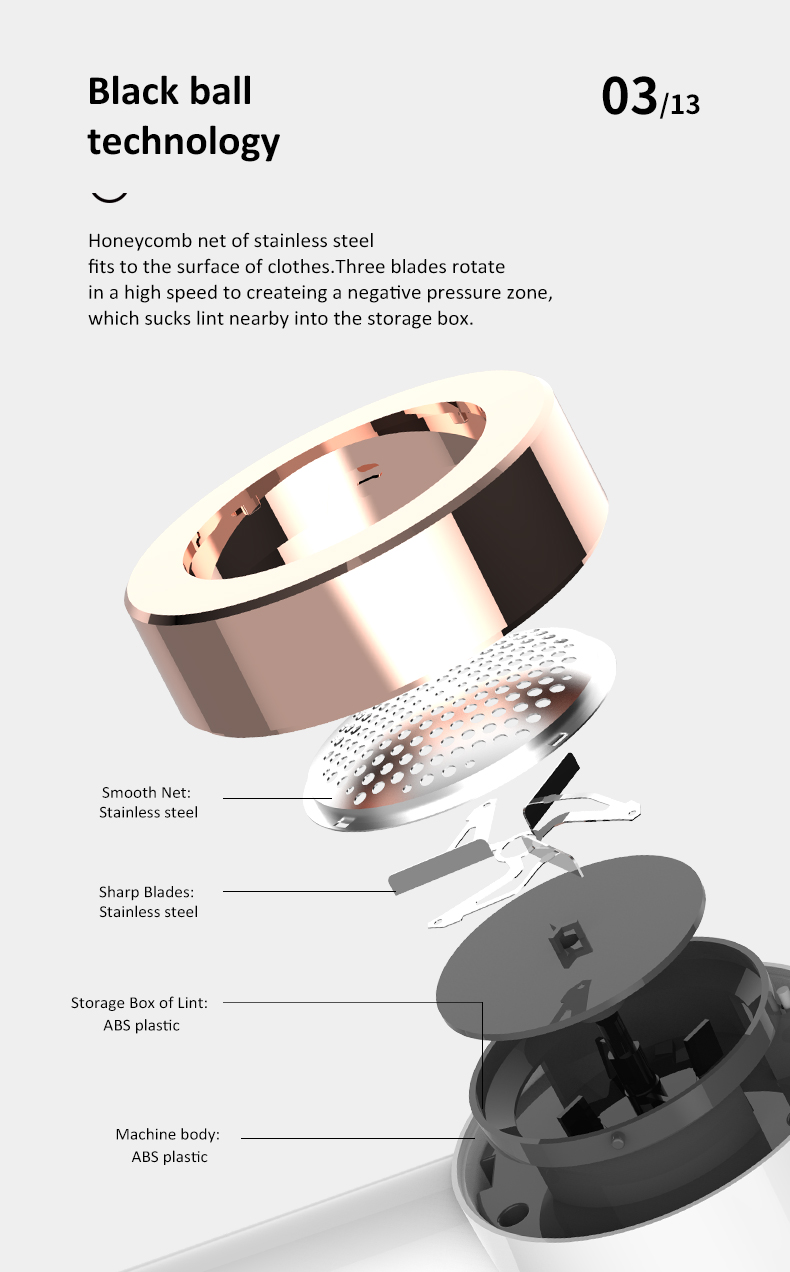 Black ball
technology
03/13
Honeycomb net of stainless steel
fits to the surface of clothes.Three blades rotate
in a high speed to createing a negative pressure zone,
which sucks lint nearby into the storage box.
Smooth Net:
Stainless steel
Sharp Blades:
Stainless steel
Storage Box of Lint:
ABS plastic
Machine body:
ABS plastic